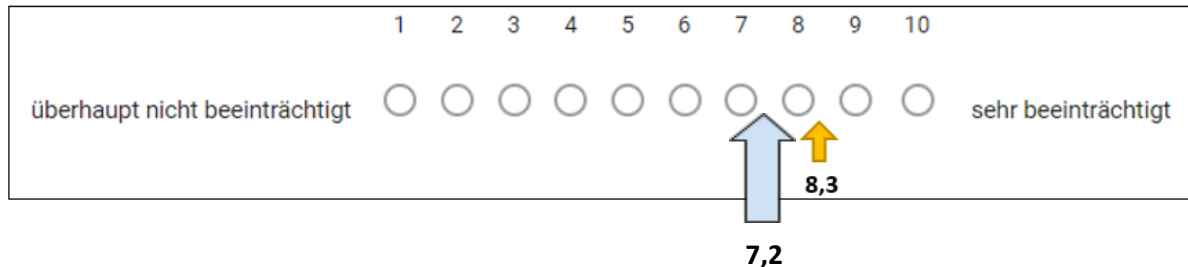 1 2 3 4 5 6 7 8 9 10
überhaupt nicht beeinträchtigt sehr beeinträchtigt
8,3
7,2